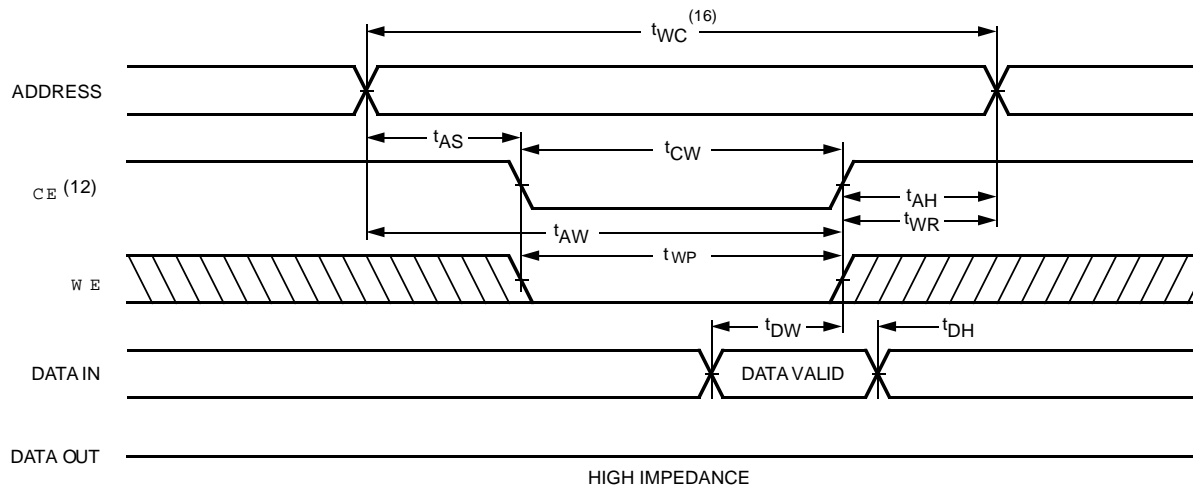 tWC (16)
ADDRESS
tAS
tCW
CE (12)
tAH
tWR
tAW
tWP
WE
tDW
tDH
DATA IN
DATA VALID
DATA OUT
HIGH IMPEDANCE